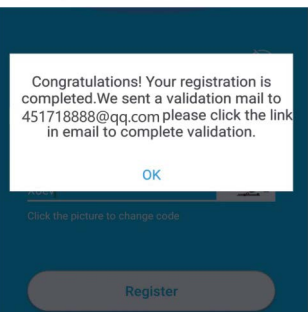 Congratulations! Your registration is
completed.We sent a validation mail to
451718888@qq.com please click the link
in email to complete validation.
OK
Click the picture to change code
Register